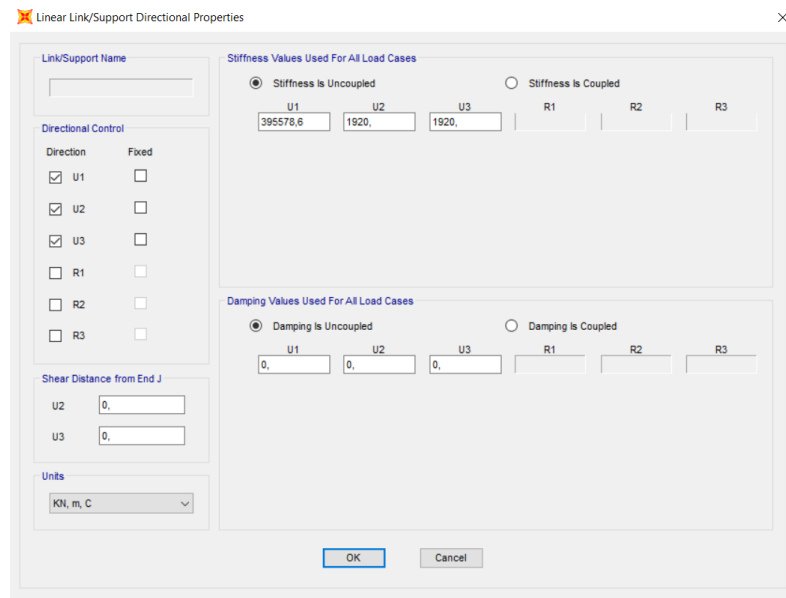 Linear Link/Support Directional Properties
Link/Support Name
Directional Control
Direction Fixed
U1
U2
U3
R1
R2
R3
Shear Distance from End J
U2 0,
U3 0,
Units
KN, m, C
Stiffness Values Used For All Load Cases
Stiffness Is Uncoupled Stiffness Is Coupled
U1 U2 U3 R1 R2 R3
395578,6 1920, 1920,
Damping Values Used For All Load Cases
Damping Is Uncoupled Damping Is Coupled
U1 U2 U3 R1 R2 R3
0, 0, 0,
OK Cancel